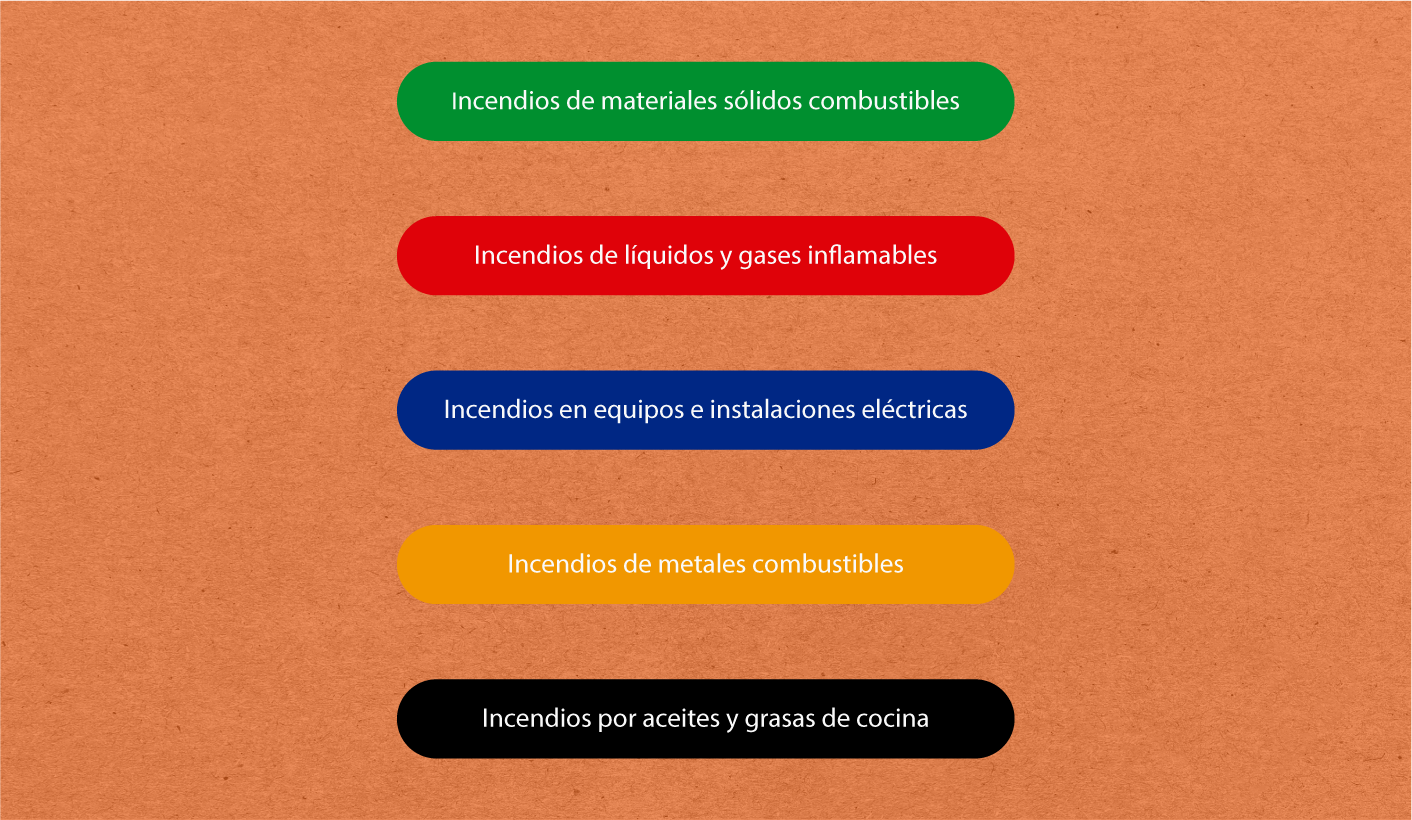 Incendios de materiales sólidos combustibles
Incendios de líquidos y gases inflamables
Incendios en equipos e instalaciones eléctricas
Incendios de metales combustibles
Incendios por aceites y grasas de cocina